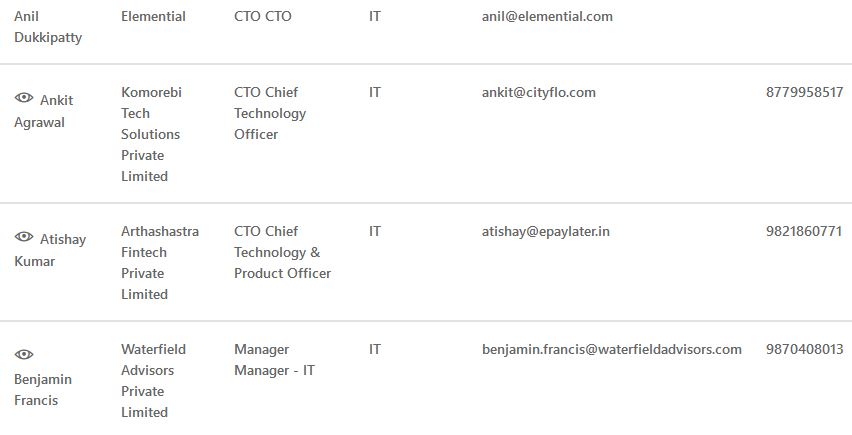 Anil Dukkipatty Elemential CTO CTO IT anil@elemential.com
Ankit Agrawal Komorebi Tech Solutions Private Limited CTO Chief Technology Officer IT ankit@cityflo.com 8779958517
Atishay Kumar Arthashastra Fintech Private Limited CTO Chief Technology & Product Officer IT atishay@epaylater.in 9821860771
Benjamin Francis Waterfield Advisors Private Limited Manager Manager - IT IT benjamin.francis@waterfieldadvisors.com 9870408013